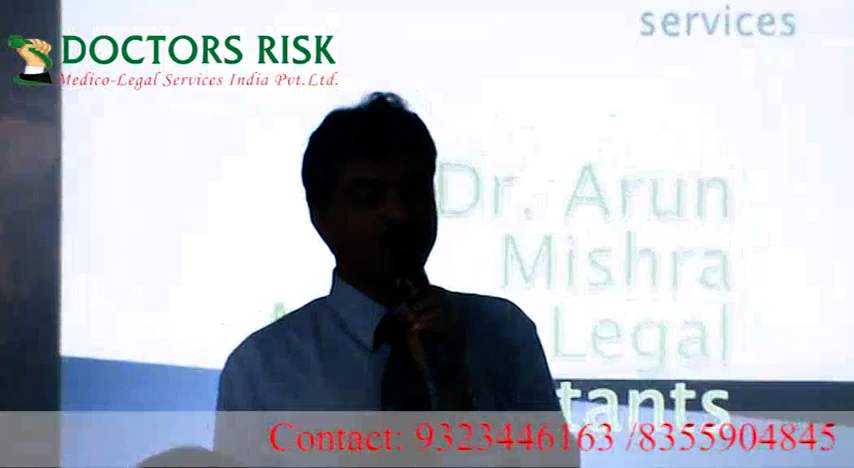 services
DOCTORS RISK
Medico-Legal Services India Pvt.Ltd.
Dr. Arun
Mishra
Legal
tants
Contact: 9323446163 /8355904845